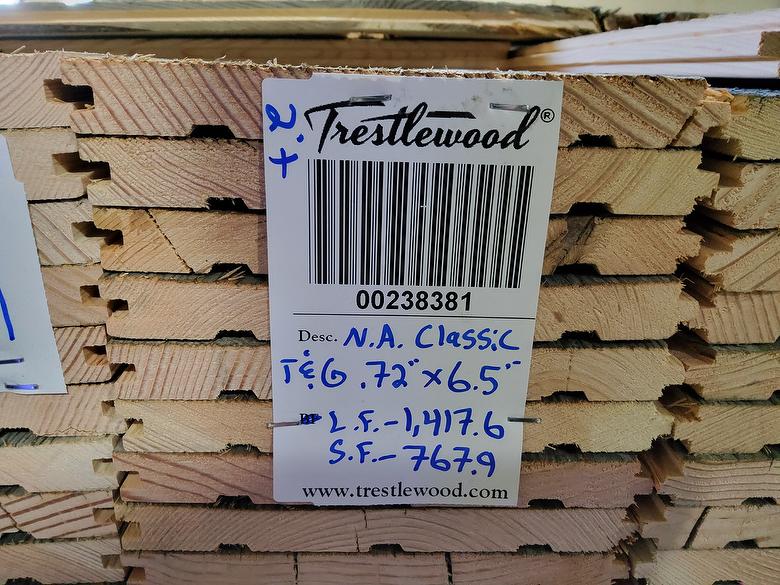 2.t
Trestlewood®
00238381
Desc. N.A. Classic
T&G .72" x 6.5"
L.F.-1,417.6
S.F.-767.9
www.trestlewood.com